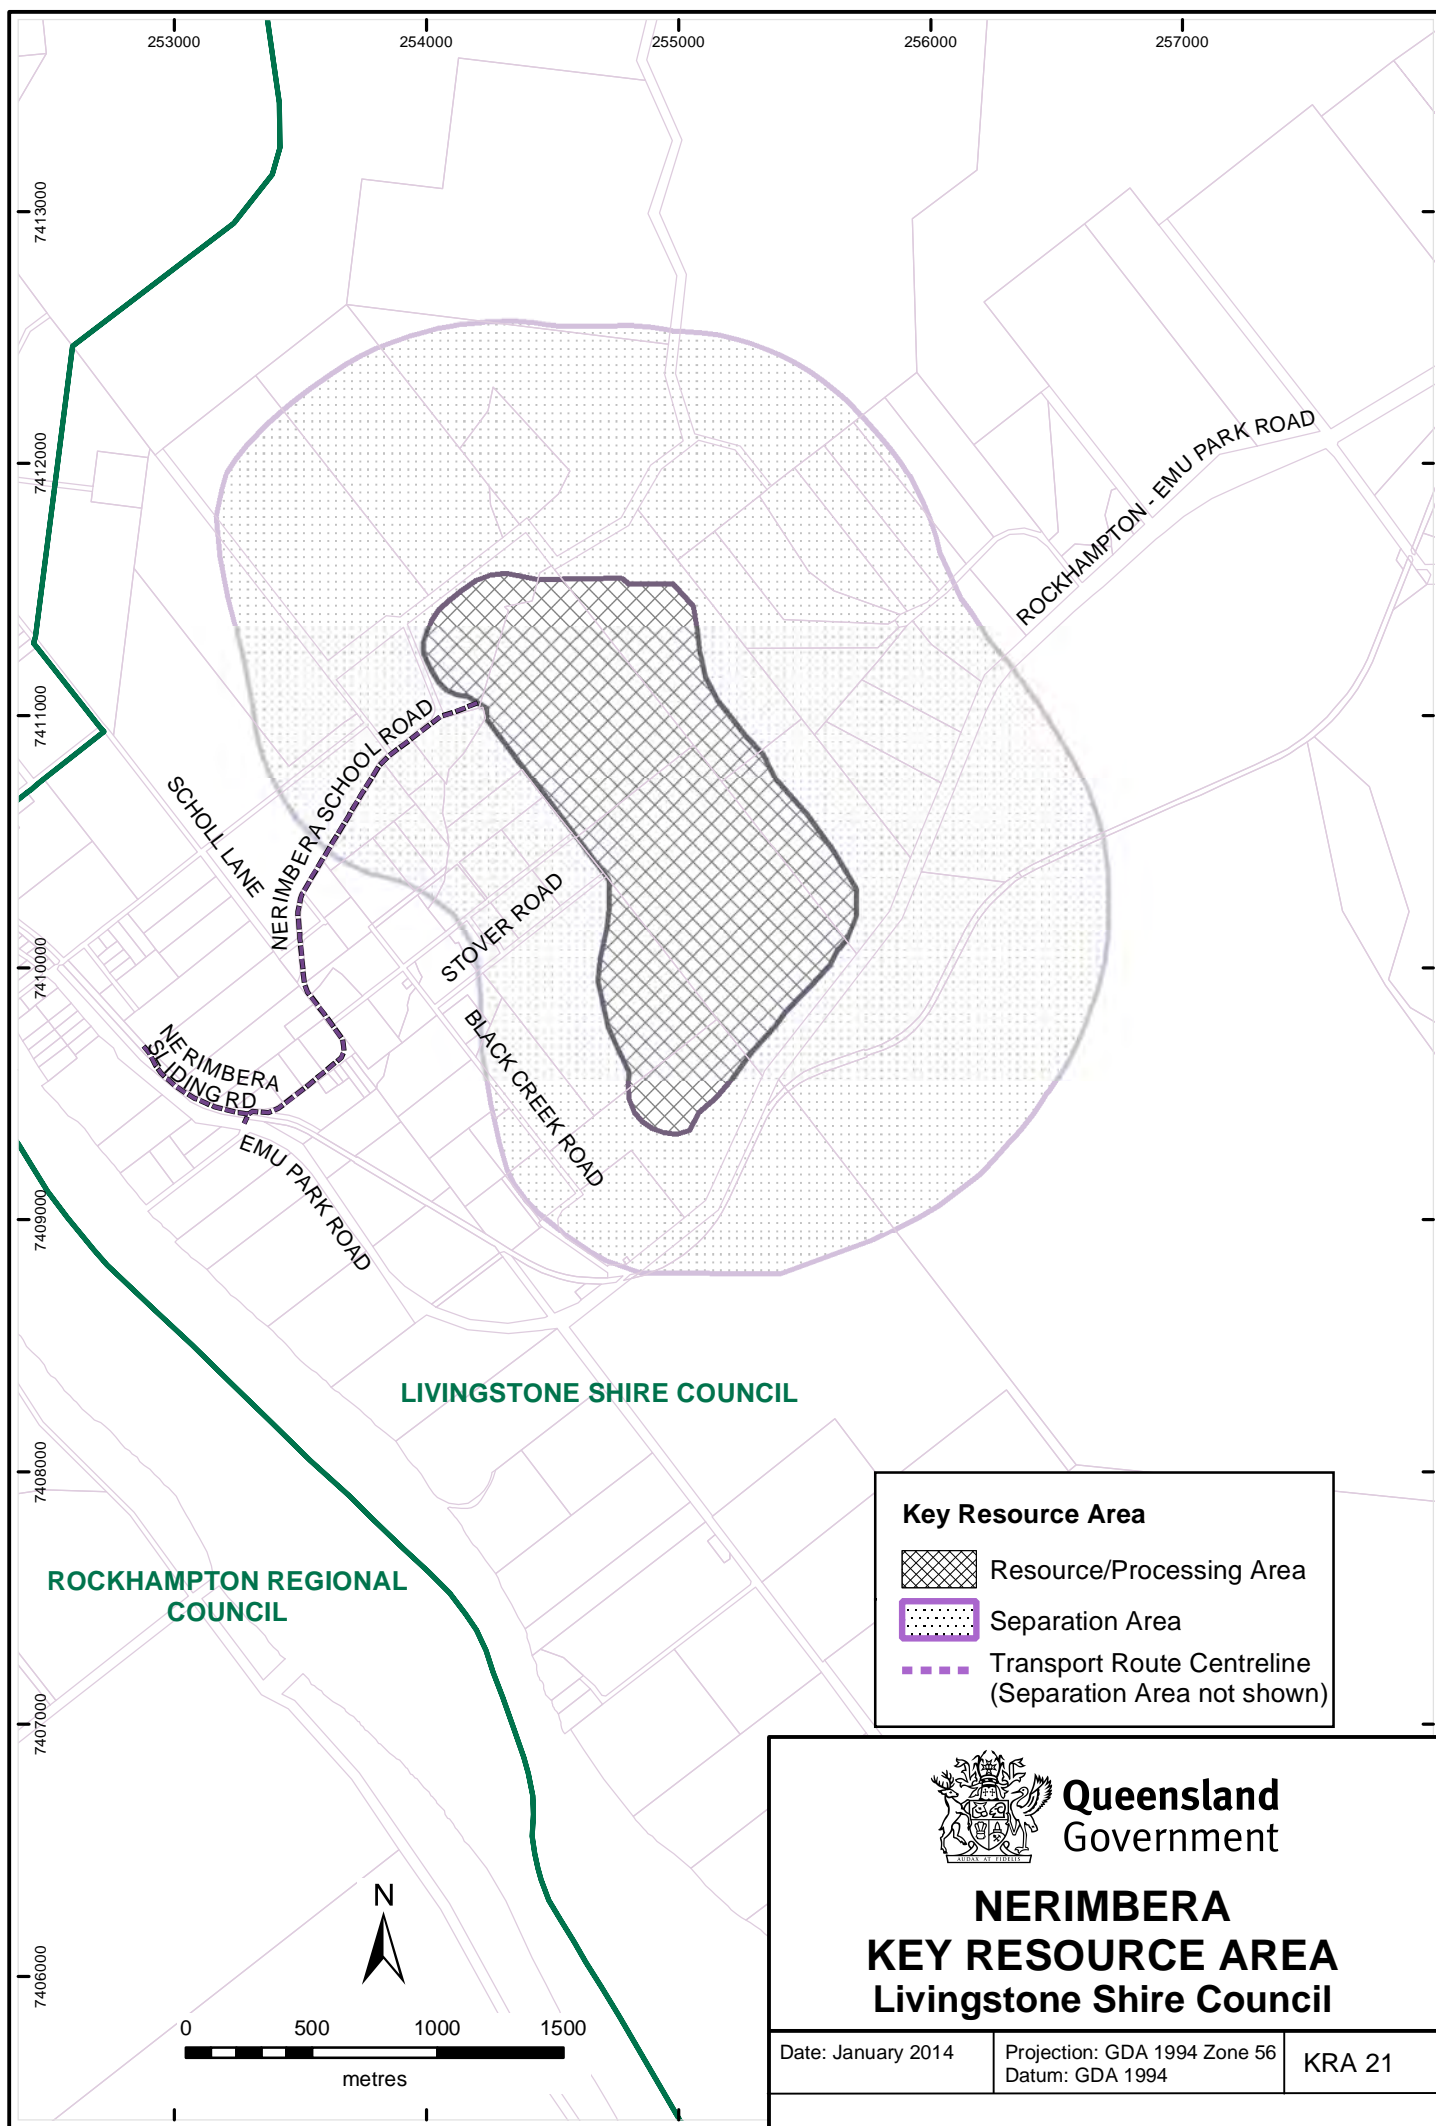 253000
254000
255000
256000
257000
7413000
7412000
7411000
7410000
7409000
7408000
7407000
7406000
ROCKHAMPTON - EMU PARK ROAD
NERIMBERA SCHOOL ROAD
SCHOLL LANE
STOVER ROAD
BLACK CREEK ROAD
NERIMBERA
SLIDING RD
EMU PARK ROAD
LIVINGSTONE SHIRE COUNCIL
ROCKHAMPTON REGIONAL
COUNCIL
Key Resource Area
Resource/Processing Area
Separation Area
Transport Route Centreline
(Separation Area not shown)
N
0 500 1000 1500
metres
AUDAX AT FIDELIS
Queensland
Government
NERIMBERA
KEY RESOURCE AREA
Livingstone Shire Council
Date: January 2014
Projection: GDA 1994 Zone 56
Datum: GDA 1994
KRA 21